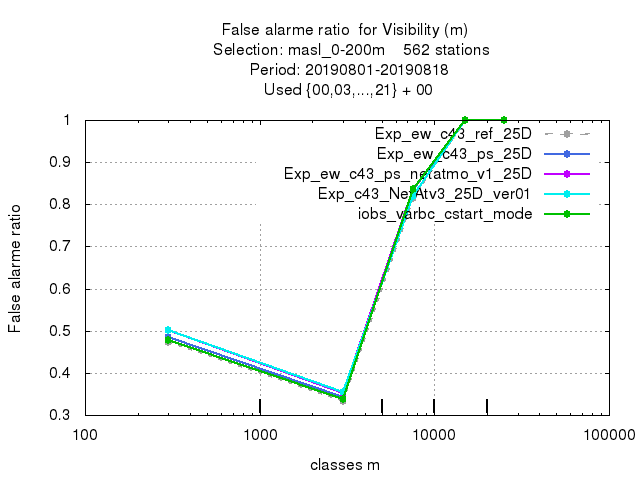 False alarme ratio  for Visibility (m)
Selection: masl_0-200m    562 stations
Period: 20190801-20190818
Used {00,03,...,21} + 00
1
0.9
0.8
0.7
0.6
0.5
0.4
0.3
False alarme ratio
Exp_ew_c43_ref_25D
Exp_ew_c43_ps_25D
Exp_ew_c43_ps_netatmo_v1_25D
Exp_c43_NetAtv3_25D_ver01
iobs_varbc_cstart_mode
100
1000
10000
100000
classes m